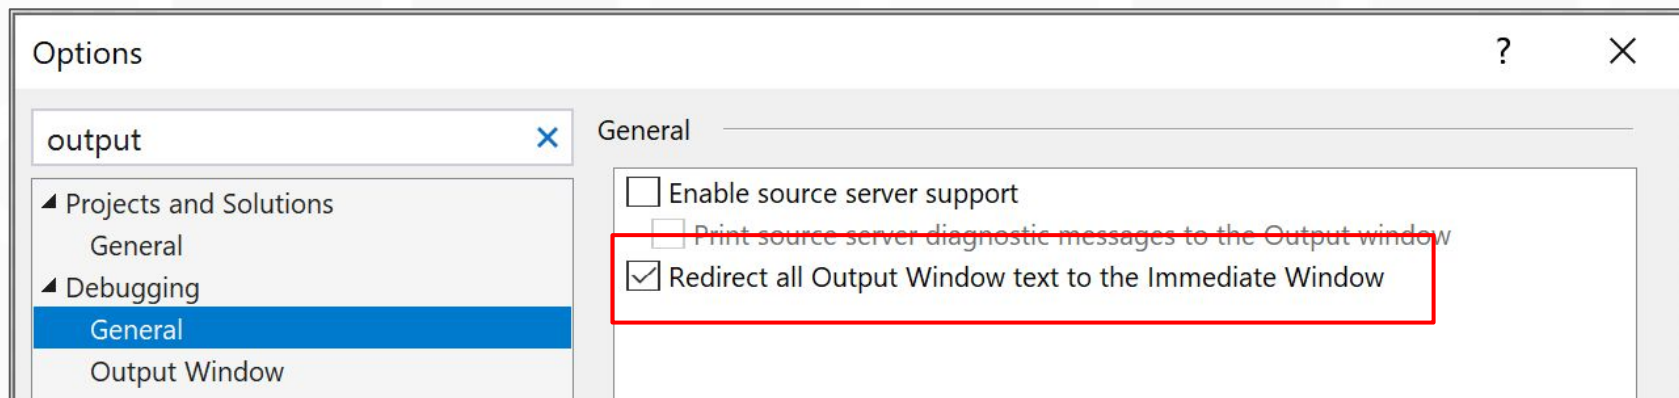 Options
?
output
General
Projects and Solutions
General
Debugging
General
Output Window
Enable source server support
Print source server diagnostic messages to the Output window
Redirect all Output Window text to the Immediate Window